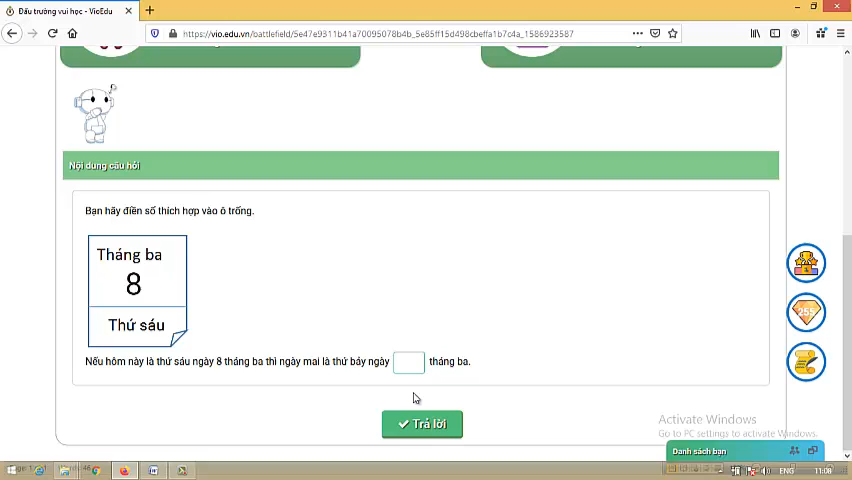 Đấu trường vui học - VioEdu
https://vio.edu.vn/battlefield/5e47e9311b41a70095078b4b_5e85ff15d498cbeffa1b7c4a_1586923587
Nội dung câu hỏi
Bạn hãy điền số thích hợp vào ô trống.
Tháng ba
8
Thứ sáu
Nếu hôm này là thứ sáu ngày 8 tháng ba thì ngày mai là thứ bảy ngày tháng ba.
Trả lời
255
Activate Windows
Go to PC settings to activate Windows.
Danh sách bạn
ENG
11:08